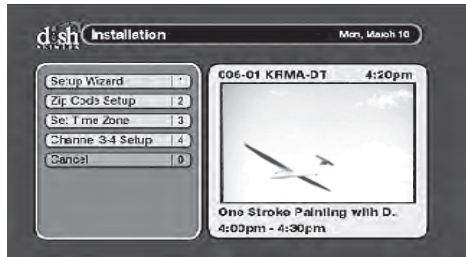 dish Installation Mon, March 10
NETWORK
Setup Wizard 1
Zip Code Setup 2
Set Time Zone 3
Channel 3-4 Setup 4
Cancel 0
006-01 KRMA-DT 4:20pm
One Stroke Painting with D..
4:00pm - 4:30pm